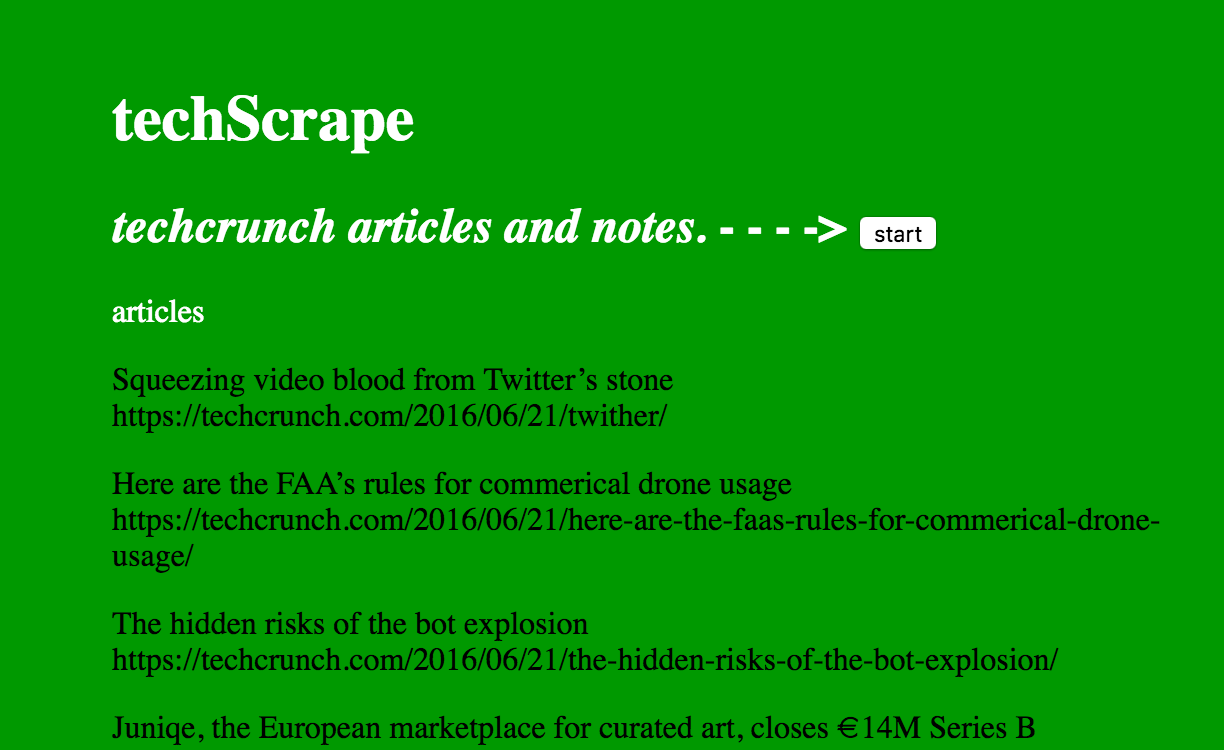 techScrape
techcrunch articles and notes. - - - -> start
articles
Squeezing video blood from Twitter’s stone
https://techcrunch.com/2016/06/21/twither/
Here are the FAA’s rules for commerical drone usage
https://techcrunch.com/2016/06/21/here-are-the-faas-rules-for-commerical-drone-
usage/
The hidden risks of the bot explosion
https://techcrunch.com/2016/06/21/the-hidden-risks-of-the-bot-explosion/
Juniqe, the European marketplace for curated art, closes €14M Series B